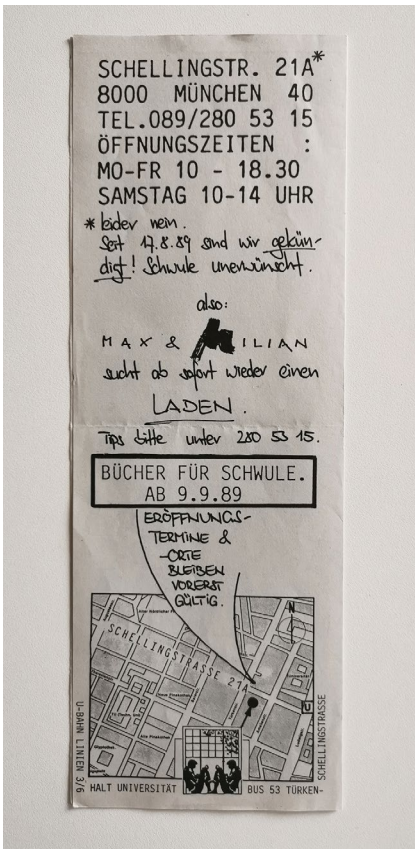 SCHELLINGSTR. 21A*
8000 MÜNCHEN 40
TEL.089/280 53 15
ÖFFNUNGSZEITEN :
MO-FR 10 - 18.30
SAMSTAG 10-14 UHR
* leider nein.
Seit 17.8.89 sind wir gekün-
digt! Schwule unerwünscht.
also:
MAX & MILIAN
sucht ab sofort wieder einen
LADEN.
Tips bitte unter 280 53 15.
BÜCHER FÜR SCHWULE.
AB 9.9.89
ERÖFFNUNGS-
TERMINE &
-ORTE
BLEIBEN
VORERST
GÜLTIG.
N
SCHELLINGSTRASSE 27A
U
U-BAHN LINIEN 3/6
HALT UNIVERSITÄT
BUS 53 TÜRKEN-
SCHELLINGSTRASSE